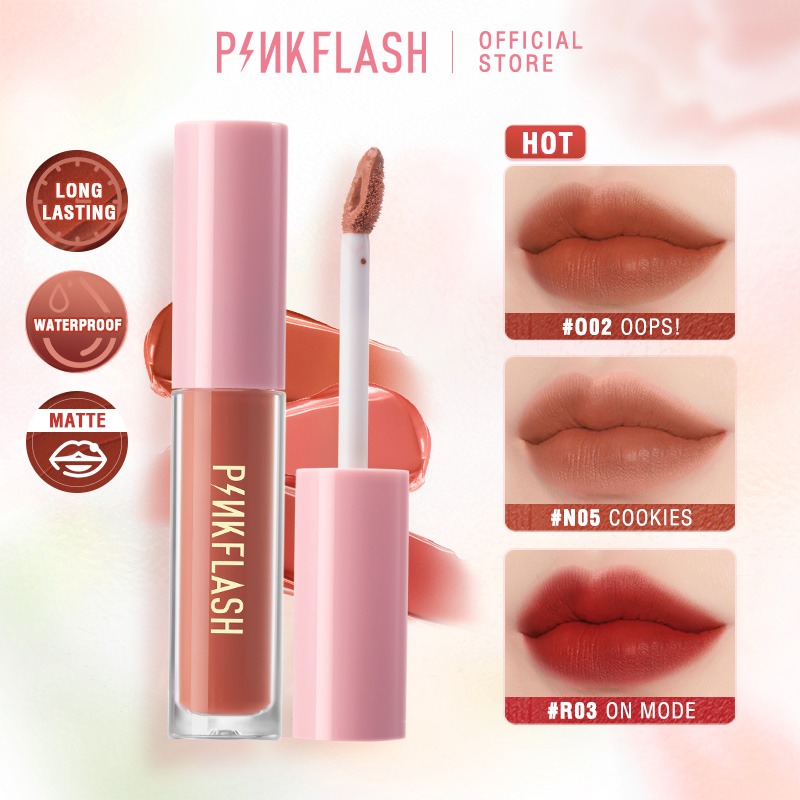 PINKFLASH
OFFICIAL
STORE
LONG
LASTING
WATERPROOF
MATTE
PINKFLASH
HOT
#O02 OOPS!
#N05 COOKIES
#R03 ON MODE